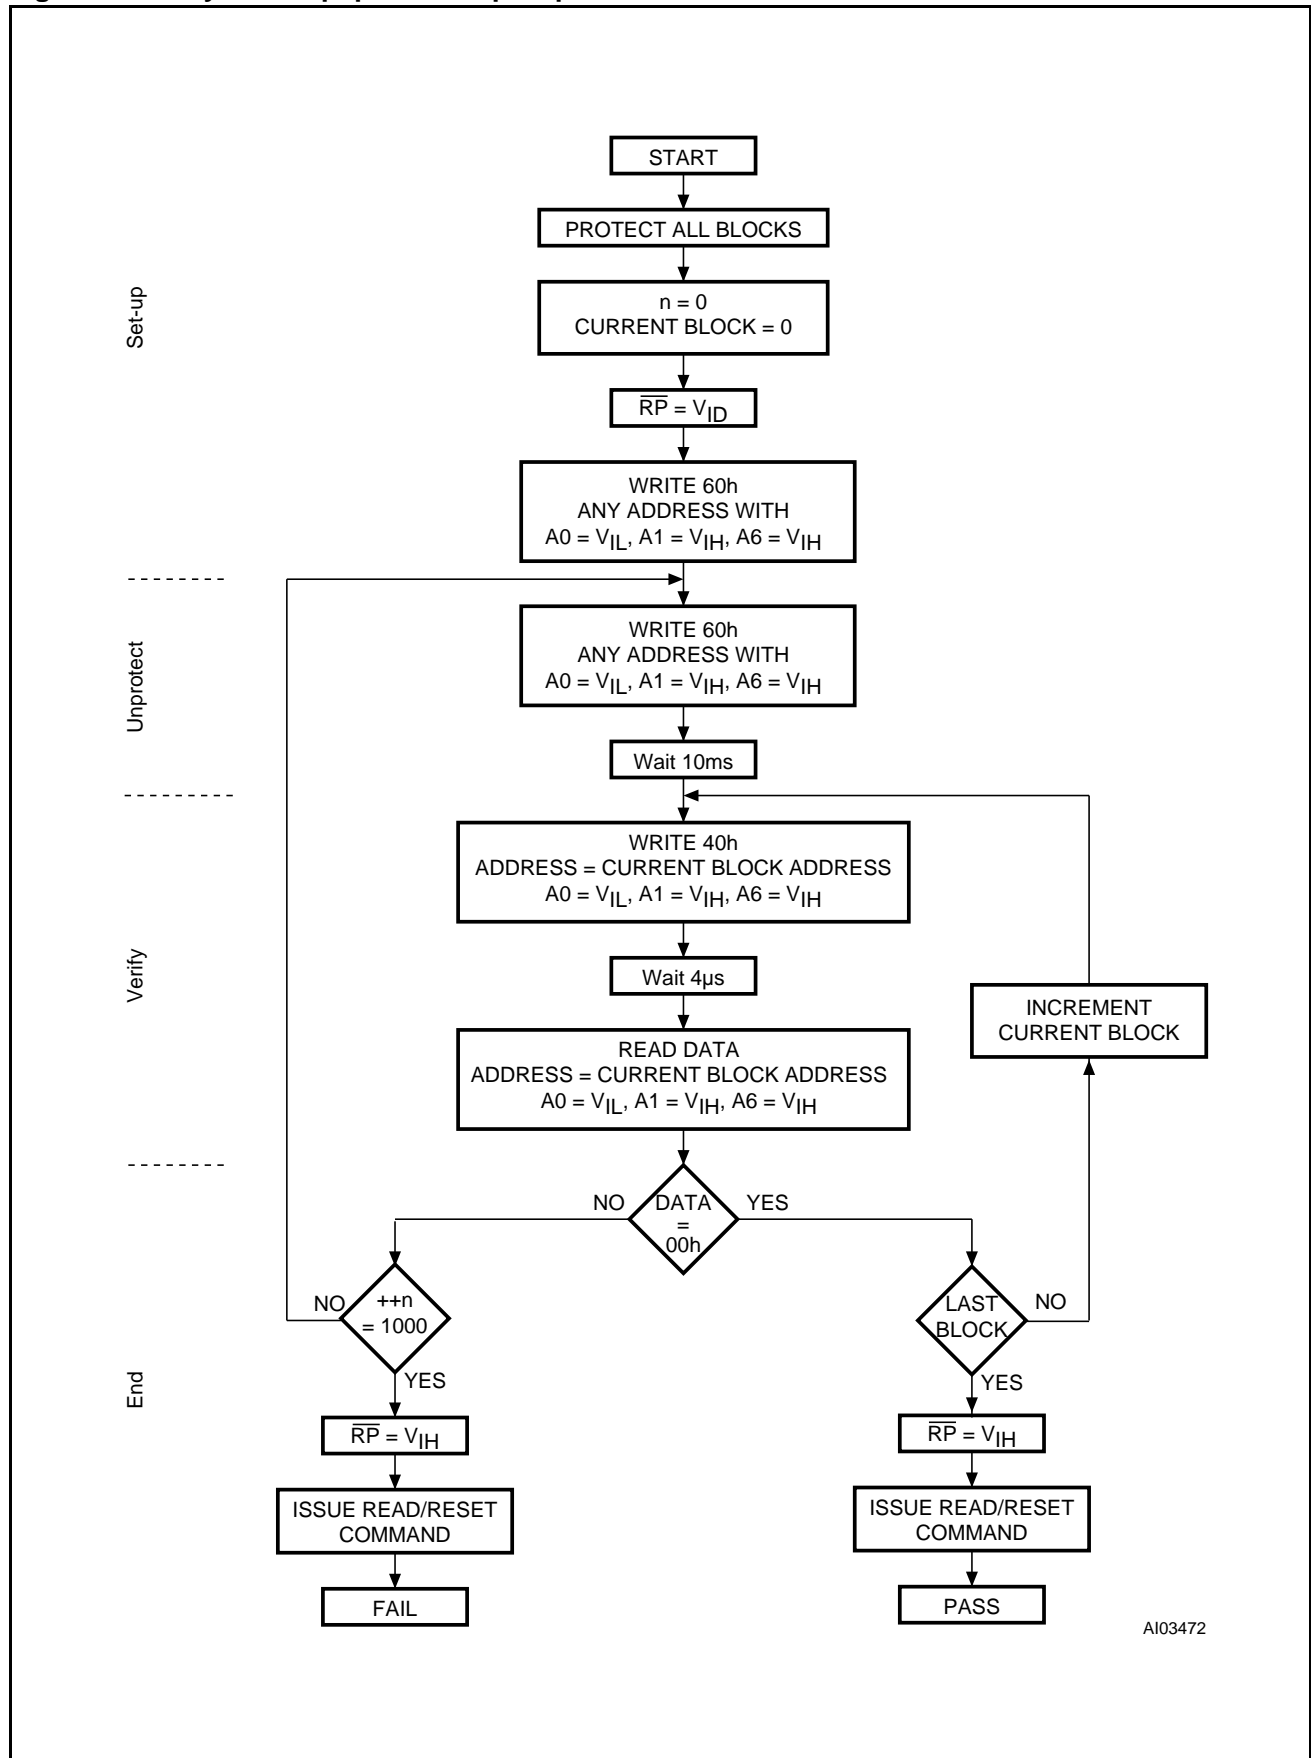 START
PROTECT ALL BLOCKS
n = 0
CURRENT BLOCK = 0
Set-up
RP = VID
WRITE 60h
ANY ADDRESS WITH
A0 = VIL, A1 = VIH, A6 = VIH
Unprotect
WRITE 60h
ANY ADDRESS WITH
A0 = VIL, A1 = VIH, A6 = VIH
Wait 10ms
Verify
WRITE 40h
ADDRESS = CURRENT BLOCK ADDRESS
A0 = VIL, A1 = VIH, A6 = VIH
Wait 4µs
INCREMENT
CURRENT BLOCK
READ DATA
ADDRESS = CURRENT BLOCK ADDRESS
A0 = VIL, A1 = VIH, A6 = VIH
NO
DATA
=
00h
YES
End
NO
++n
= 1000
YES
LAST
BLOCK
NO
YES
RP = VIH
ISSUE READ/RESET
COMMAND
FAIL
RP = VIH
ISSUE READ/RESET
COMMAND
PASS
AI03472